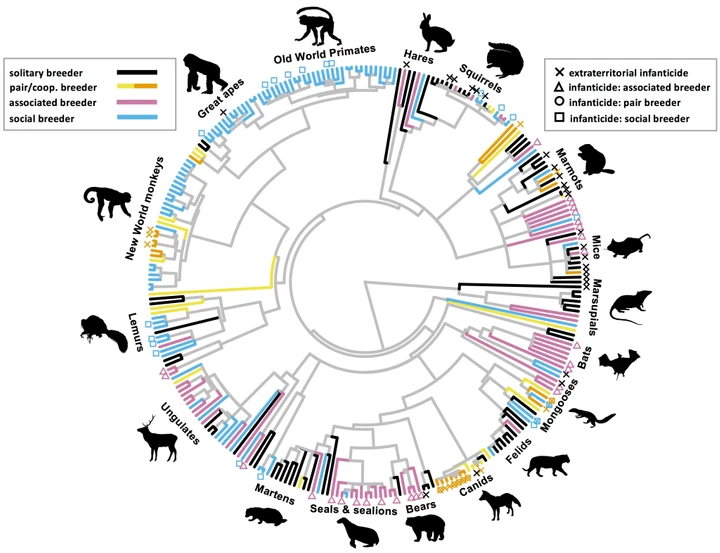 solitary breeder
pair/coop. breeder
associated breeder
social breeder
extraterritorial infanticide
infanticide: associated breeder
infanticide: pair breeder
infanticide: social breeder
Old World Primates
Hares
Squirrels
Marmots
Mice
Marsupials
Bats
Mongooses
Felids
Canids
Bears
Seals & sealions
Martens
Ungulates
Lemurs
New World monkeys
Great apes